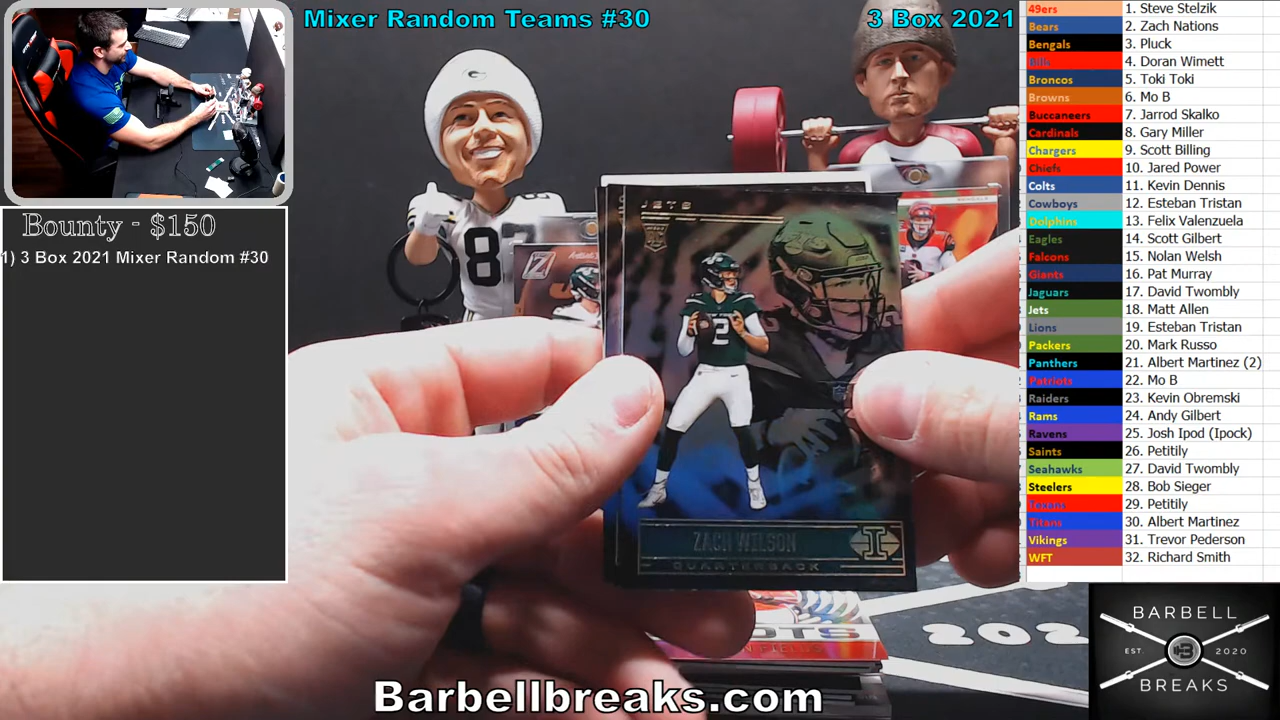 Mixer Random Teams #30
3 Box 2021
Bounty - $150
1) 3 Box 2021 Mixer Random #30
49ers 1. Steve Stelzik
Bears 2. Zach Nations
Bengals 3. Pluck
Bills 4. Doran Wimett
Broncos 5. Toki Toki
Browns 6. Mo B
Buccaneers 7. Jarrod Skalko
Cardinals 8. Gary Miller
Chargers 9. Scott Billing
Chiefs 10. Jared Power
Colts 11. Kevin Dennis
Cowboys 12. Esteban Tristan
Dolphins 13. Felix Valenzuela
Eagles 14. Scott Gilbert
Falcons 15. Nolan Welsh
Giants 16. Pat Murray
Jaguars 17. David Twombly
Jets 18. Matt Allen
Lions 19. Esteban Tristan
Packers 20. Mark Russo
Panthers 21. Albert Martinez (2)
Patriots 22. Mo B
Raiders 23. Kevin Obremski
Rams 24. Andy Gilbert
Ravens 25. Josh Ipod (Ipock)
Saints 26. Petitily
Seahawks 27. David Twombly
Steelers 28. Bob Sieger
Texans 29. Petitily
Titans 30. Albert Martinez
Vikings 31. Trevor Pederson
WFT 32. Richard Smith
JETS
2
ZACH WILSON
QUARTERBACK
I
8
Z
BENGALS
202
BARBELL
EST. 2020
BREAKS
Barbellbreaks.com